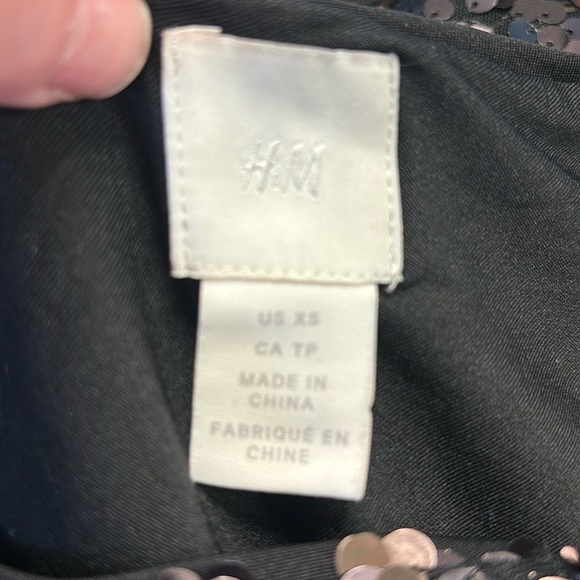 H&M
US XS
CA TP
MADE IN
CHINA
FABRIQUÉ EN
CHINE